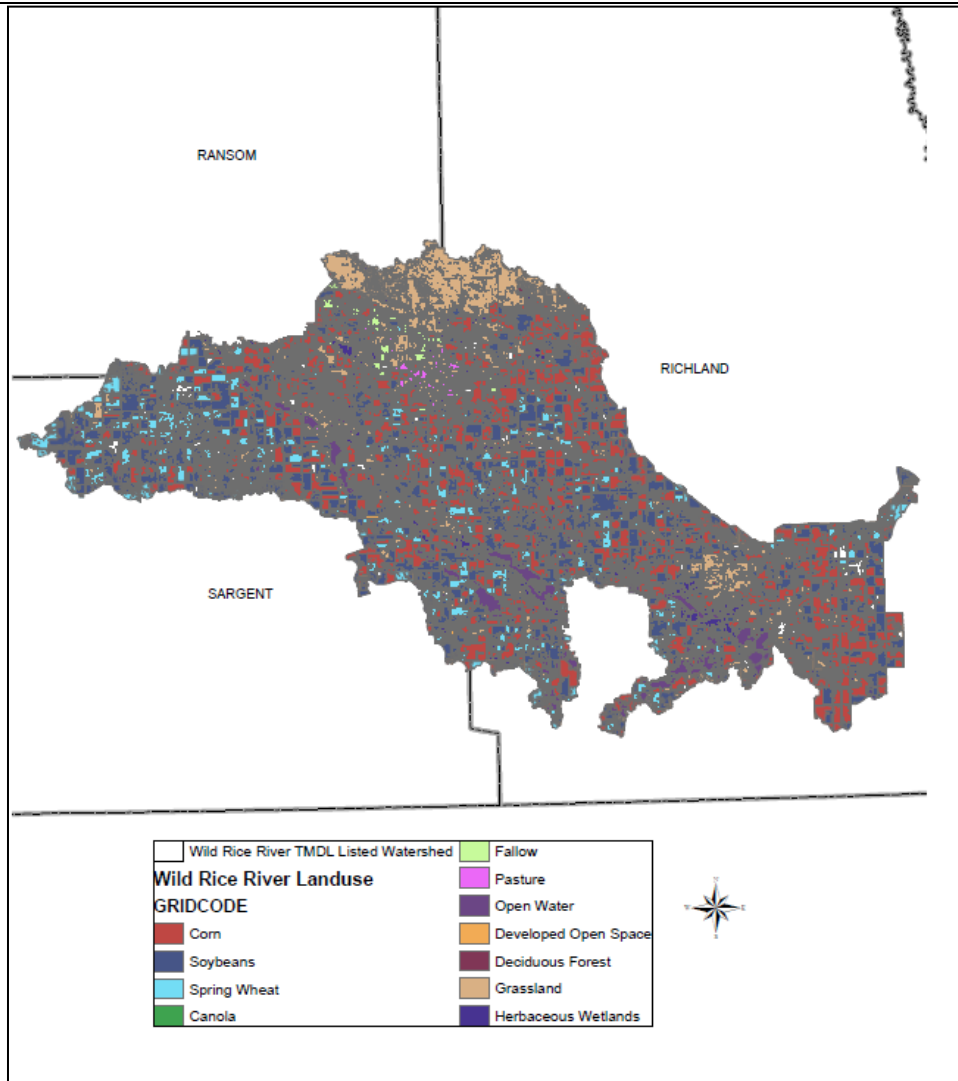 RANSOM
RICHLAND
SARGENT
Wild Rice River TMDL Listed Watershed
Wild Rice River Landuse
GRIDCODE
Corn
Soybeans
Spring Wheat
Canola
Fallow
Pasture
Open Water
Developed Open Space
Deciduous Forest
Grassland
Herbaceous Wetlands